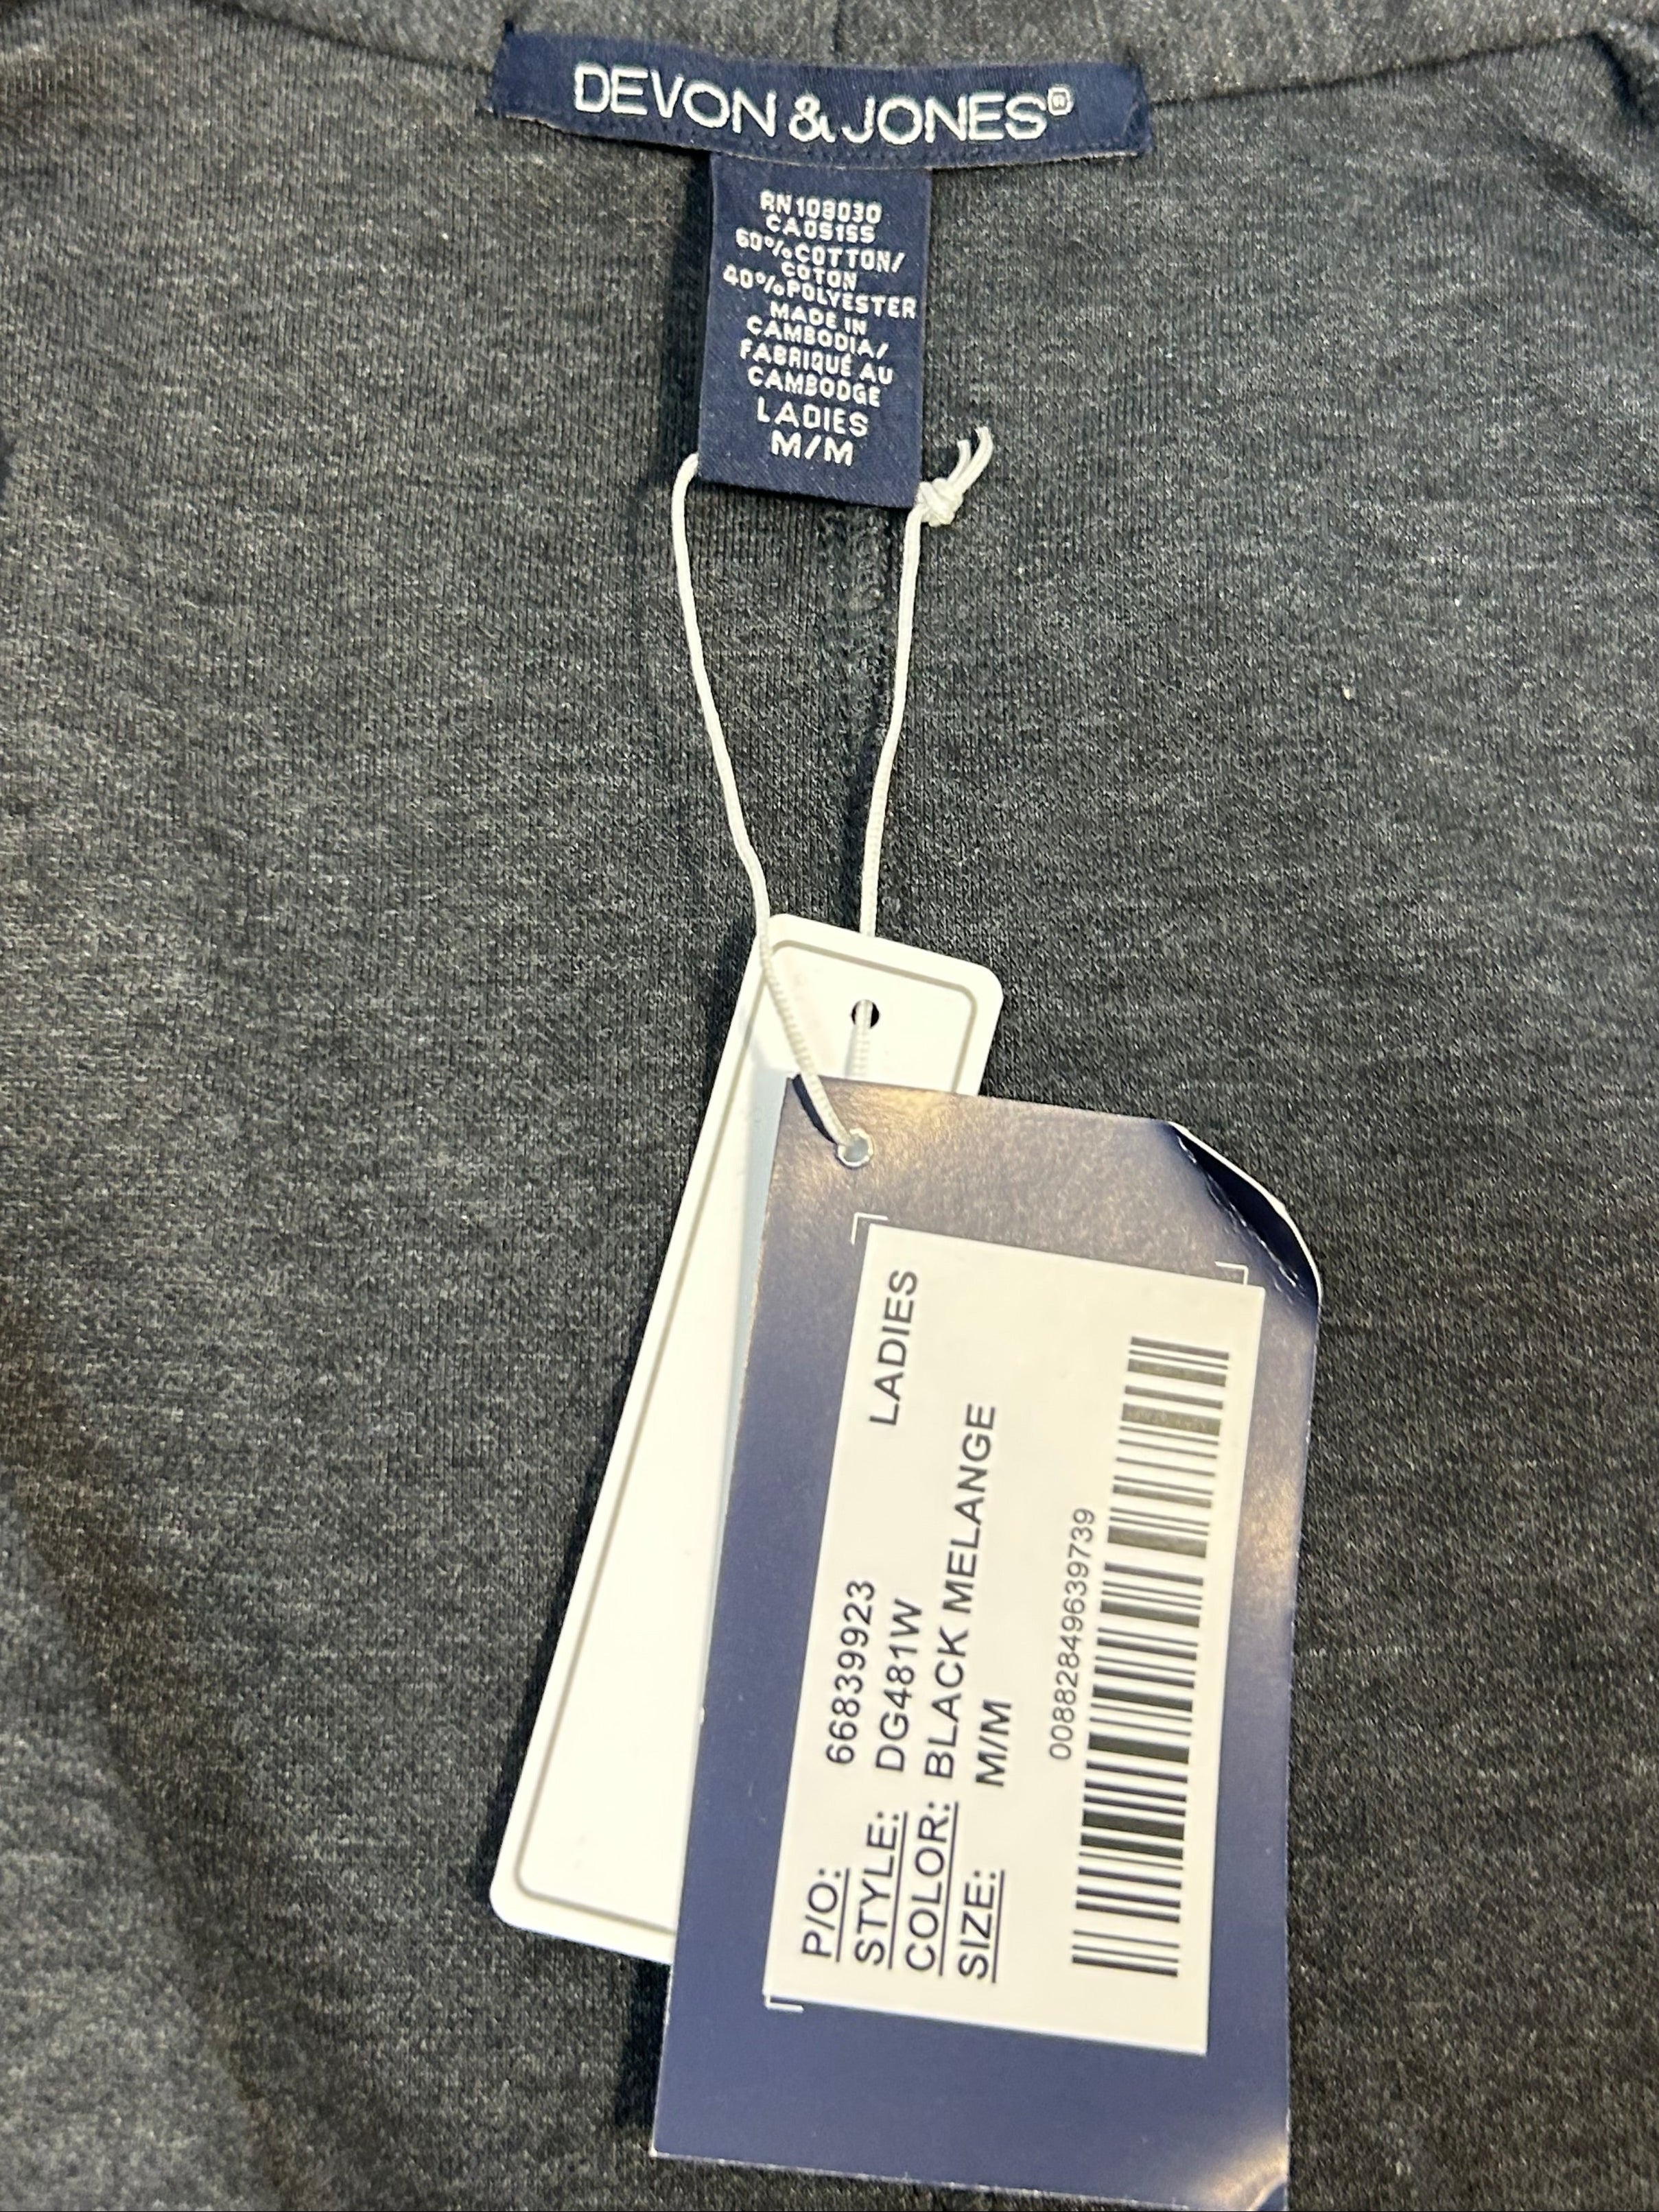 DEVON & JONES®
RN109030
CA05155
60%COTTON/
COTON
40%POLYESTER
MADE IN
CAMBODIA/
FABRIQUÉ AU
CAMBODGE
LADIES
M/M
P/O: 66839923 LADIES
STYLE: DG481W
COLOR: BLACK MELANGE
SIZE: M/M
00882849639739